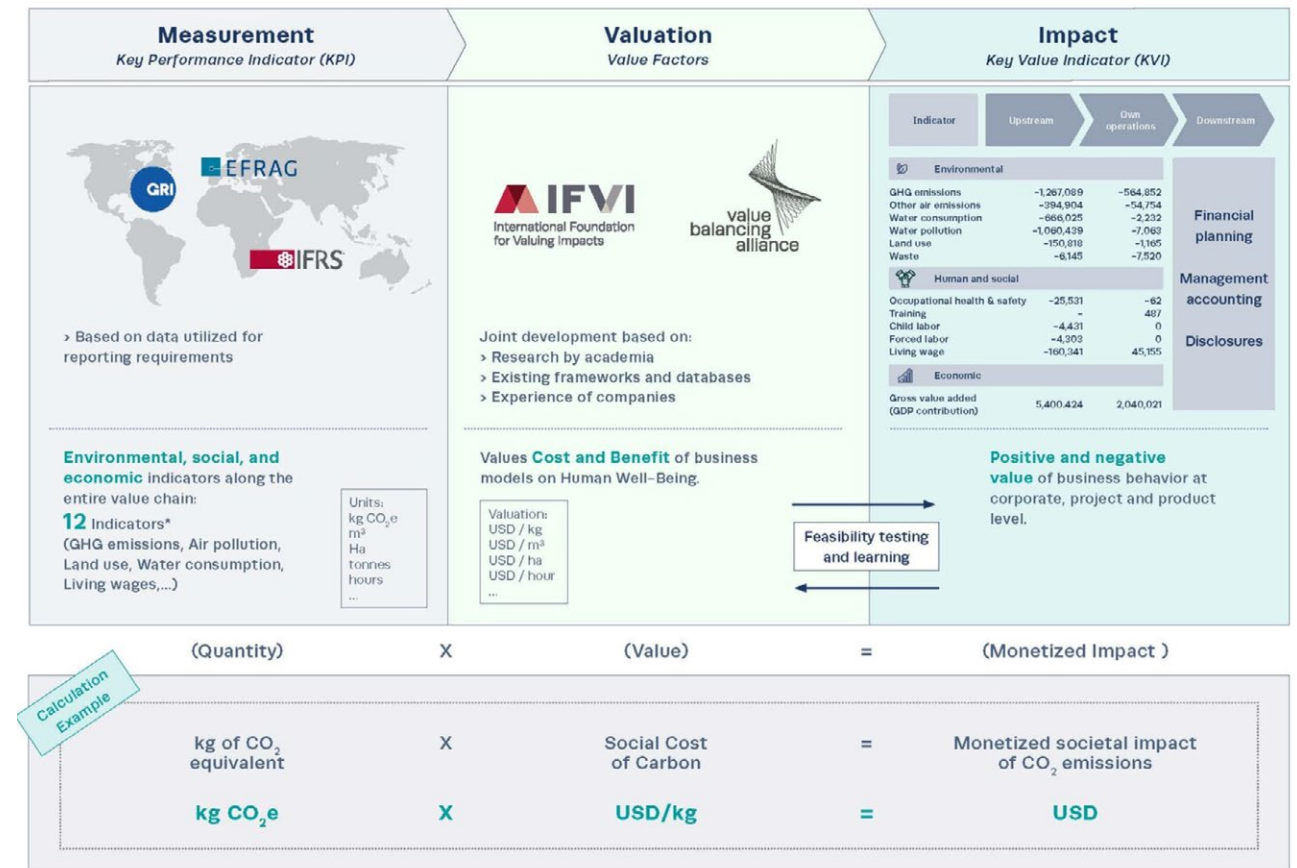 Measurement
Key Performance Indicator (KPI)
Valuation
Value Factors
Impact
Key Value Indicator (KVI)
GRI
EFRAG
IFRS
› Based on data utilized for
reporting requirements
Environmental, social, and
economic indicators along the
entire value chain:
12 Indicators*
(GHG emissions, Air pollution,
Land use, Water consumption,
Living wages,...)
Units:
kg CO₂e
m³
Ha
tonnes
hours
...
IFVI
International Foundation
for Valuing Impacts
value
balancing
alliance
Joint development based on:
› Research by academia
› Existing frameworks and databases
› Experience of companies
Values Cost and Benefit of business
models on Human Well-Being.
Valuation:
USD / kg
USD / m³
USD / ha
USD / hour
...
Feasibility testing
and learning
Indicator
Upstream
Own
operations
Downstream
Environmental
GHG emissions -1,267,089 -564,852
Other air emissions -394,904 -54,754
Water consumption -666,025 -2,232
Water pollution -1,060,439 -7,063
Land use -150,818 -1,165
Waste -6,145 -7,520
Human and social
Occupational health & safety -25,531 -62
Training - 487
Child labor -4,431 0
Forced labor -4,303 0
Living wage -160,341 45,155
Economic
Gross value added
(GDP contribution) 5,400.424 2,040,021
Financial
planning
Management
accounting
Disclosures
Positive and negative
value of business behavior at
corporate, project and product
level.
(Quantity) X (Value) = (Monetized Impact )
Calculation
Example
kg of CO₂
equivalent
X
Social Cost
of Carbon
=
Monetized societal impact
of CO₂ emissions
kg CO₂e X USD/kg = USD